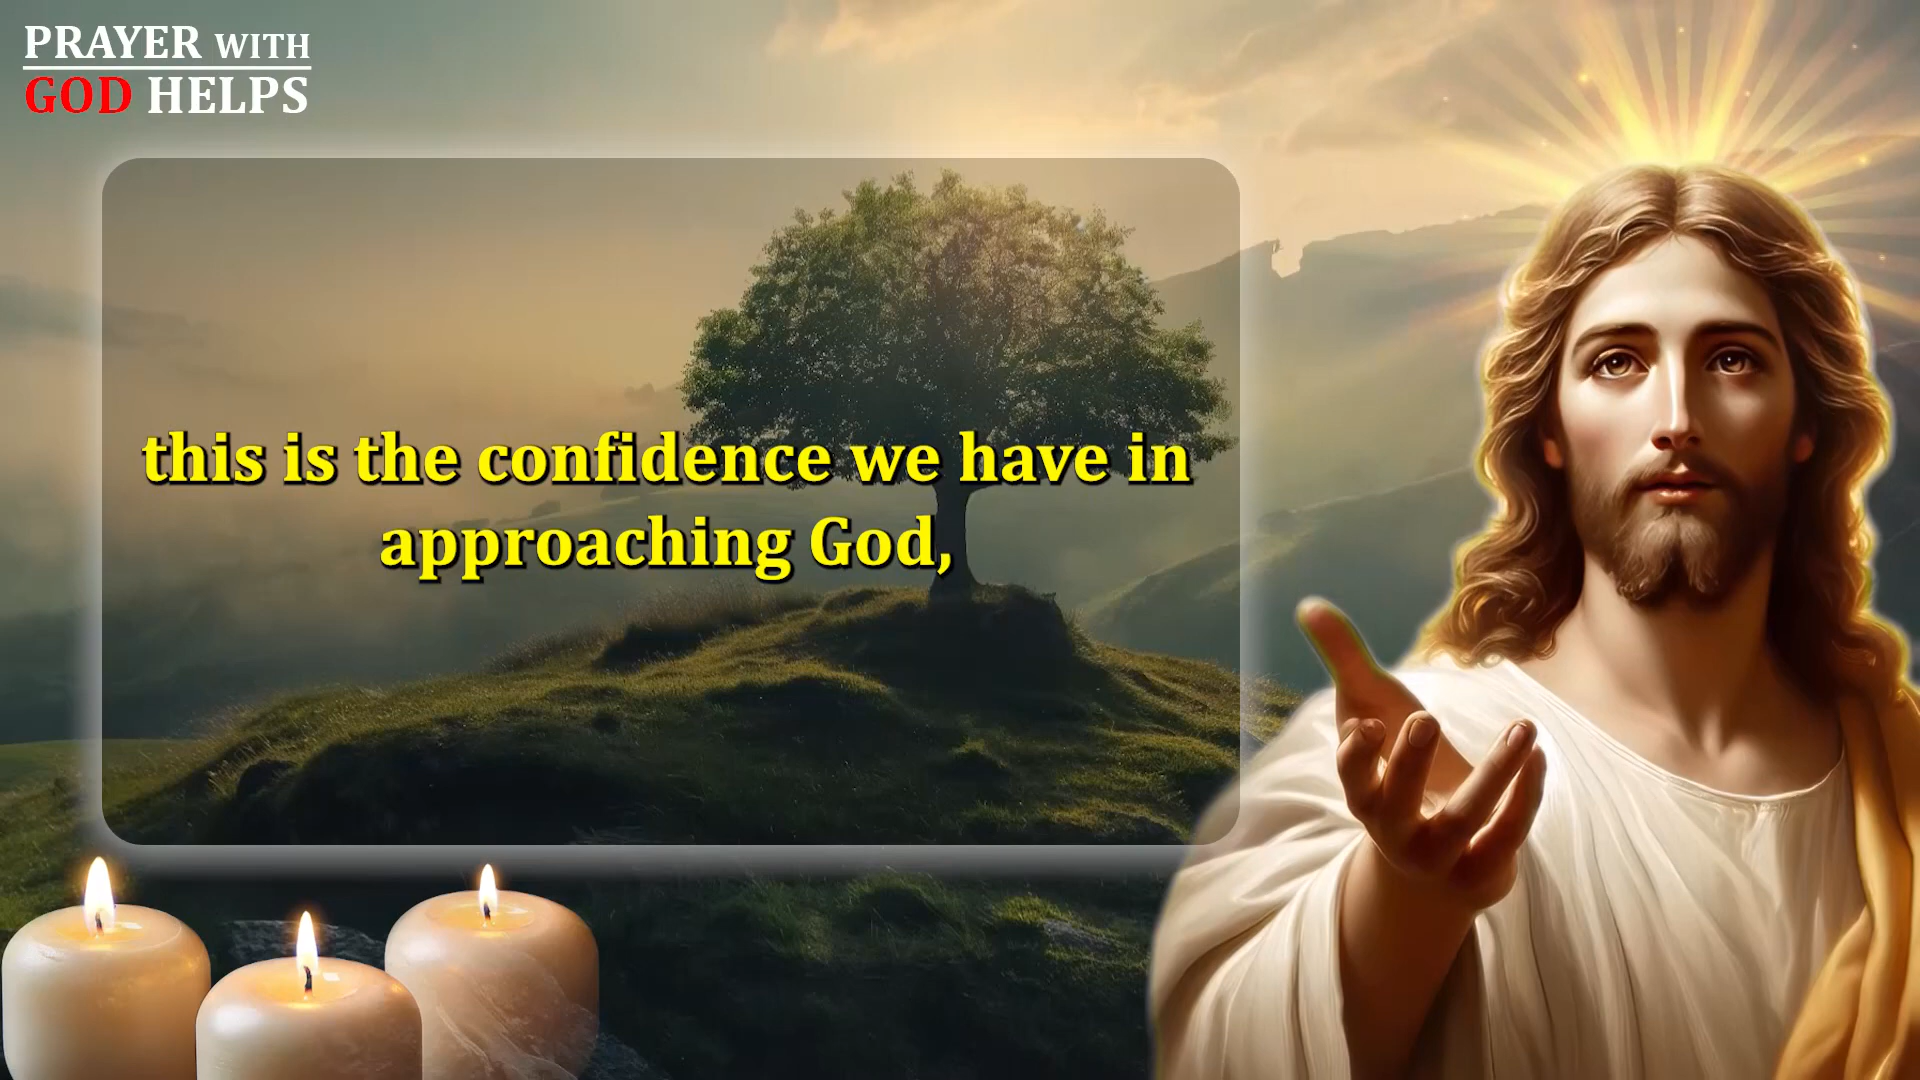 PRAYER WITH
GOD HELPS
this is the confidence we have in
approaching God,